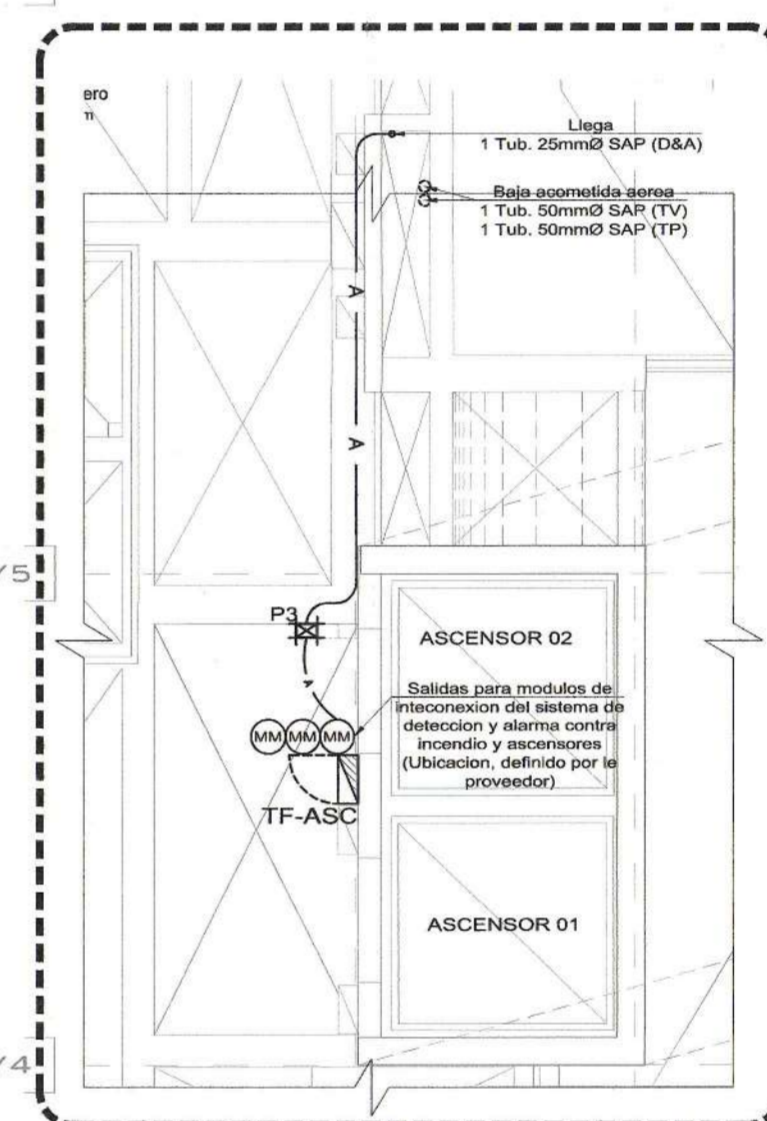 ero
Llega
1 Tub. 25mmØ SAP (D&A)
Baja acometida aerea
1 Tub. 50mmØ SAP (TV)
1 Tub. 50mmØ SAP (TP)
A
A
/5
P3
ASCENSOR 02
A
Salidas para modulos de
inteconexion del sistema de
deteccion y alarma contra
incendio y ascensores
(Ubicacion, definido por le
proveedor)
MM MM MM
TF-ASC
ASCENSOR 01
/4